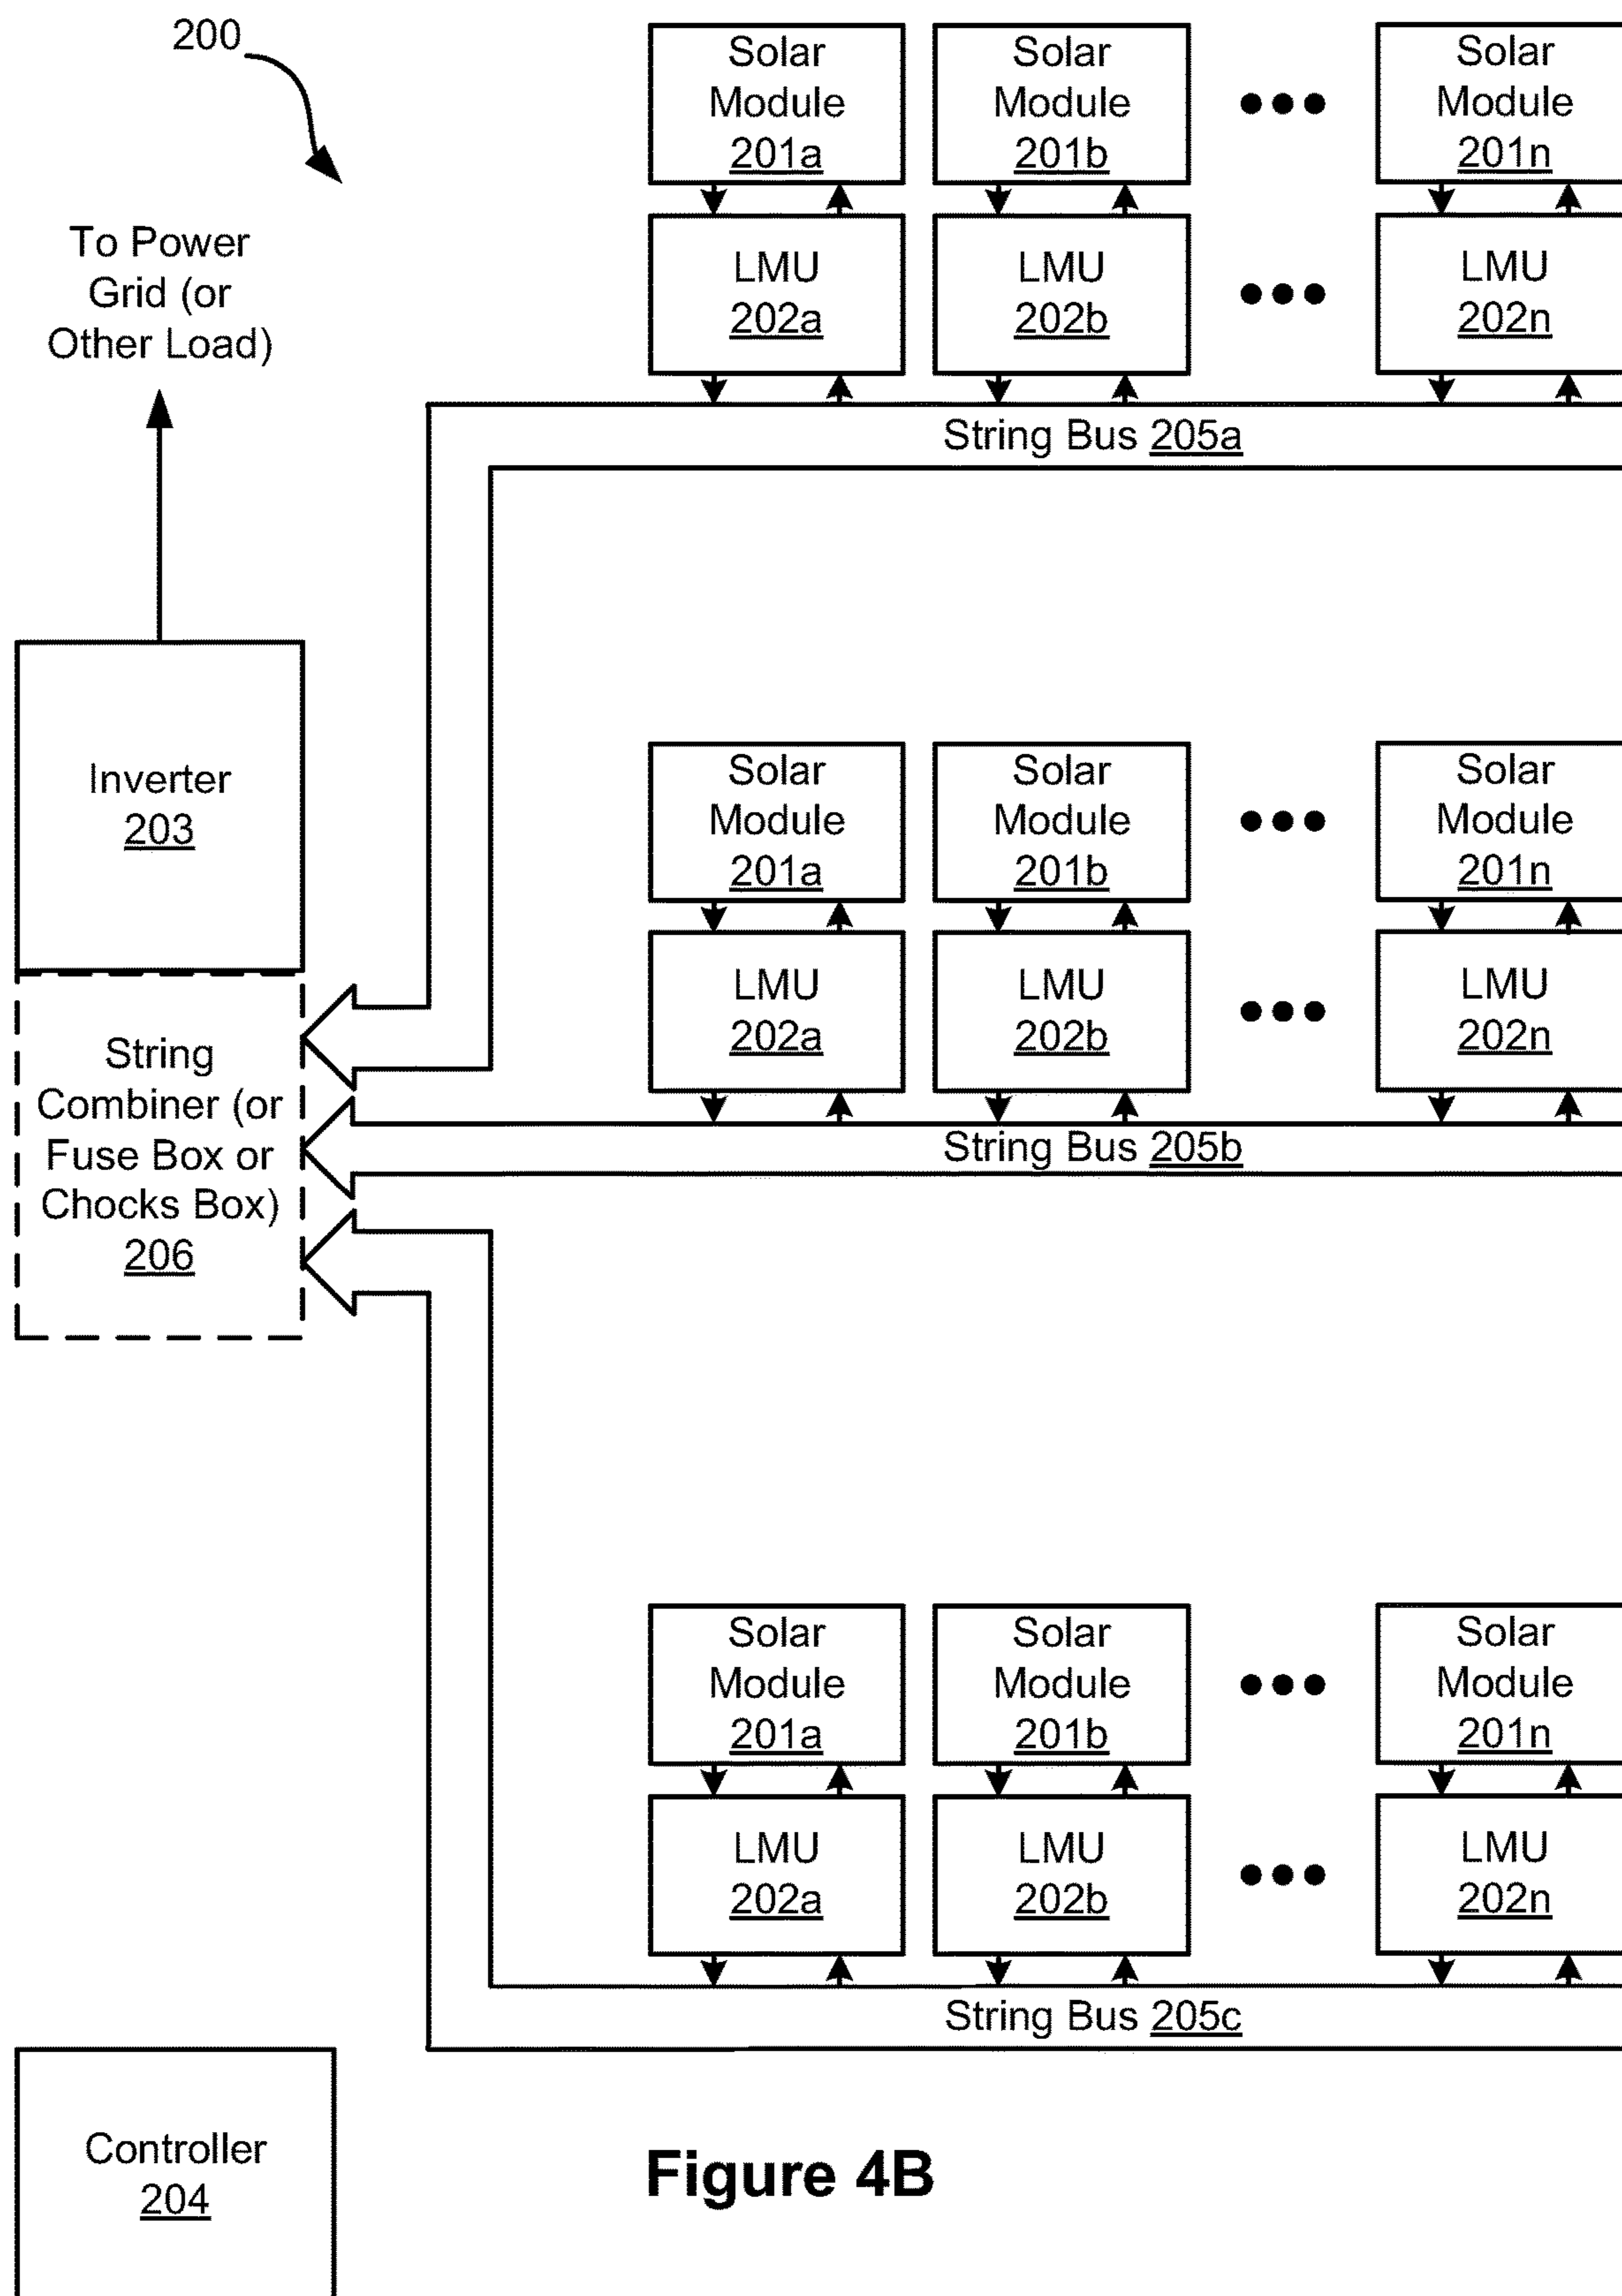 200
To Power
Grid (or
Other Load)
Solar
Module
201a
Solar
Module
201b
Solar
Module
201n
LMU
202a
LMU
202b
LMU
202n
String Bus 205a
Inverter
203
Solar
Module
201a
Solar
Module
201b
Solar
Module
201n
LMU
202a
LMU
202b
LMU
202n
String
Combiner (or
Fuse Box or
Chocks Box)
206
String Bus 205b
Solar
Module
201a
Solar
Module
201b
Solar
Module
201n
LMU
202a
LMU
202b
LMU
202n
String Bus 205c
Controller
204
Figure 4B